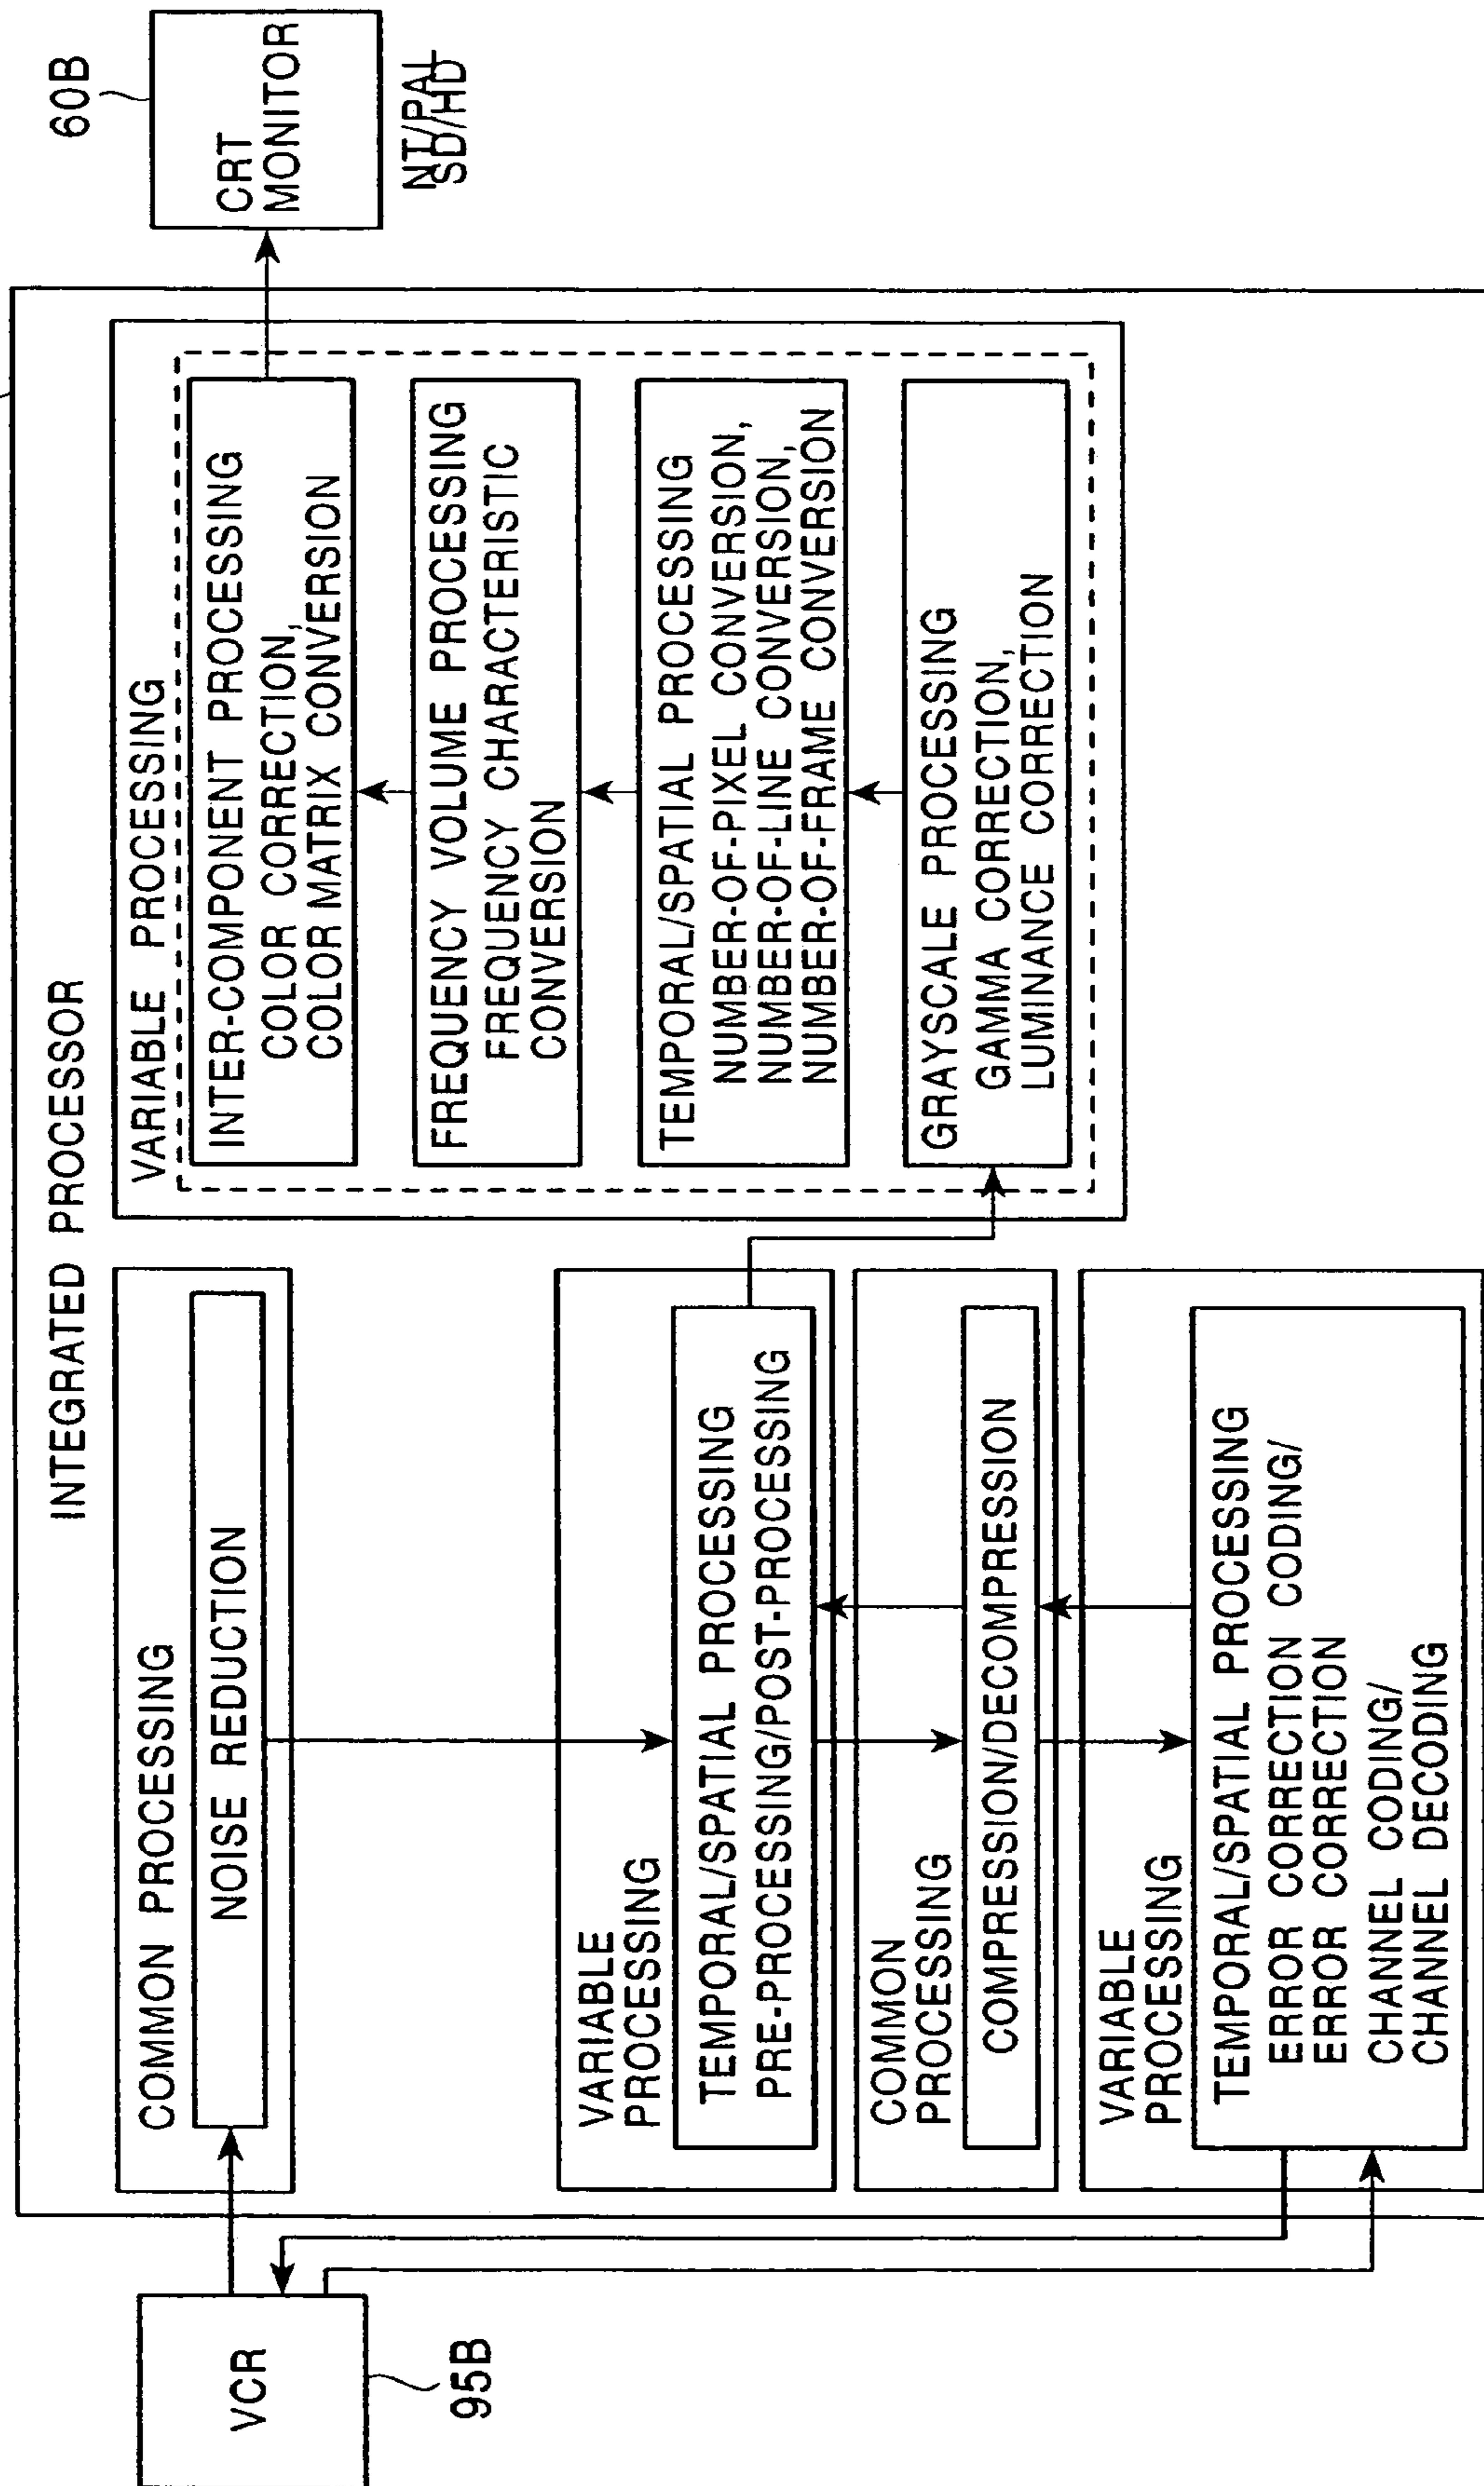 INTEGRATED PROCESSOR
VCR
95B
COMMON PROCESSING
NOISE REDUCTION
VARIABLE
PROCESSING
TEMPORAL/SPATIAL PROCESSING
PRE-PROCESSING/POST-PROCESSING
COMMON
PROCESSING
COMPRESSION/DECOMPRESSION
VARIABLE
PROCESSING
TEMPORAL/SPATIAL PROCESSING
ERROR CORRECTION CODING/
ERROR CORRECTION
CHANNEL CODING/
CHANNEL DECODING
VARIABLE PROCESSING
INTER-COMPONENT PROCESSING
COLOR CORRECTION,
COLOR MATRIX CONVERSION
FREQUENCY VOLUME PROCESSING
FREQUENCY CHARACTERISTIC
CONVERSION
TEMPORAL/SPATIAL PROCESSING
NUMBER-OF-PIXEL CONVERSION,
NUMBER-OF-LINE CONVERSION,
NUMBER-OF-FRAME CONVERSION
GRAYSCALE PROCESSING
GAMMA CORRECTION,
LUMINANCE CORRECTION
60B
CRT
MONITOR
NT/PAL
SD/HD